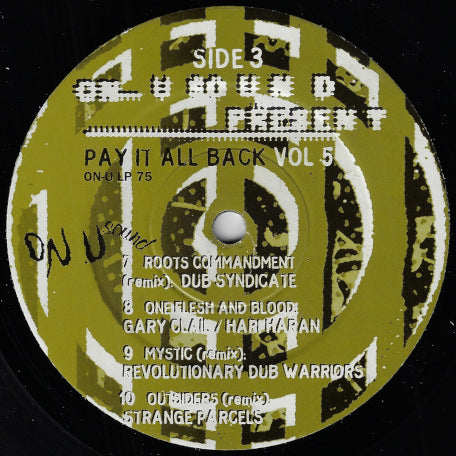 SIDE 3
ON-U SOUND
PRESENT
PAY IT ALL BACK VOL 5
ON-U LP 75
ON U sound
7 ROOTS COMMANDMENT
(remix): DUB SYNDICATE
8 ONE FLESH AND BLOOD:
GARY CLAIL / HARI HARAN
9 MYSTIC (remix):
REVOLUTIONARY DUB WARRIORS
10 OUTSIDERS (remix):
STRANGE PARCELS